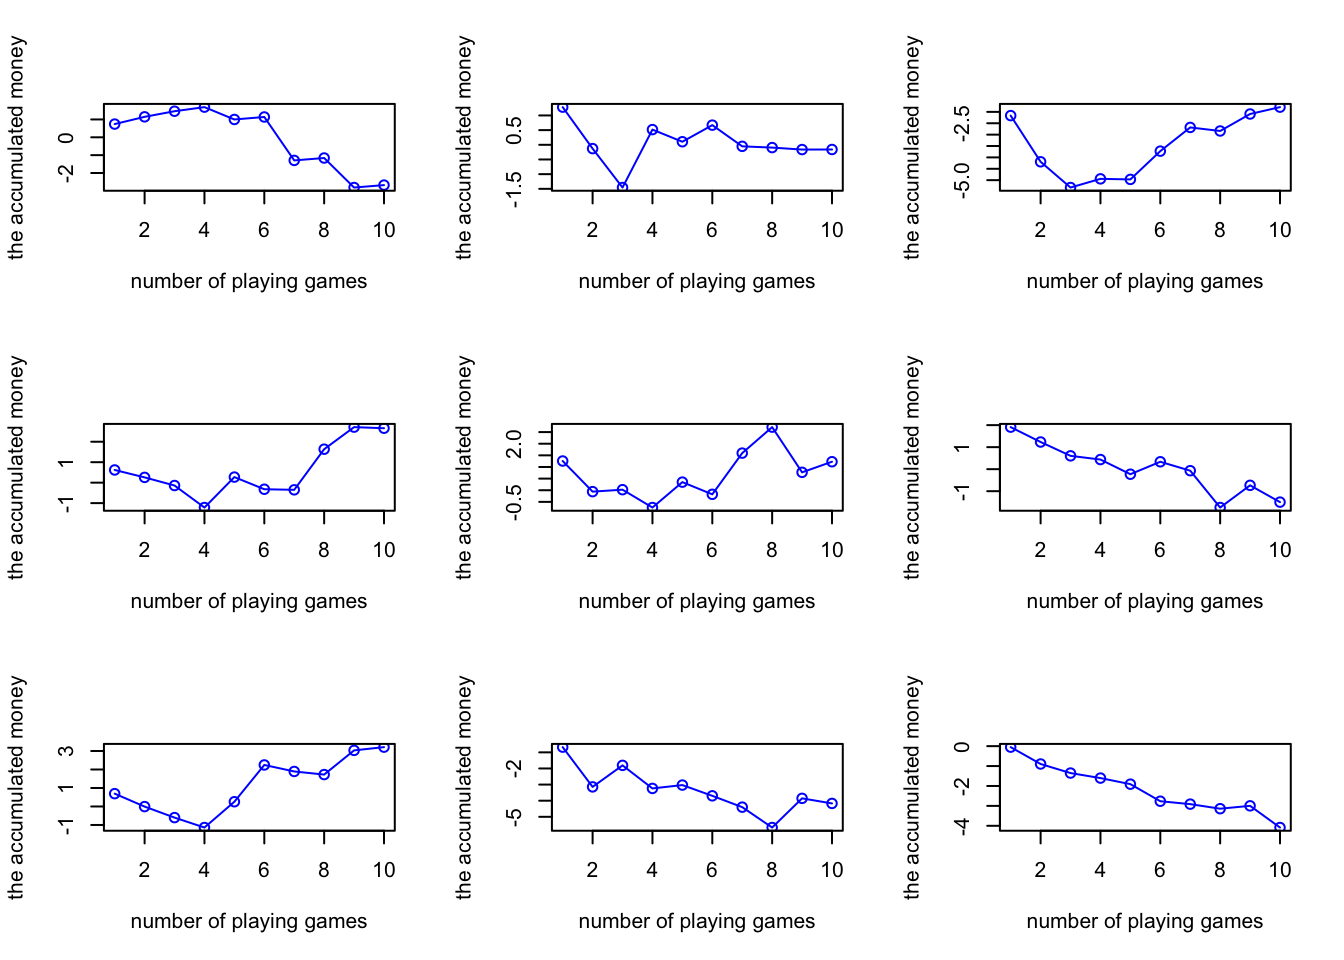 the accumulated money
0
-2
2 4 6 8 10
number of playing games
the accumulated money
0.5
-1.5
2 4 6 8 10
number of playing games
the accumulated money
-2.5
-5.0
2 4 6 8 10
number of playing games
the accumulated money
1
-1
2 4 6 8 10
number of playing games
the accumulated money
2.0
-0.5
2 4 6 8 10
number of playing games
the accumulated money
1
-1
2 4 6 8 10
number of playing games
the accumulated money
3
1
-1
2 4 6 8 10
number of playing games
the accumulated money
-2
-5
2 4 6 8 10
number of playing games
the accumulated money
0
-2
-4
2 4 6 8 10
number of playing games